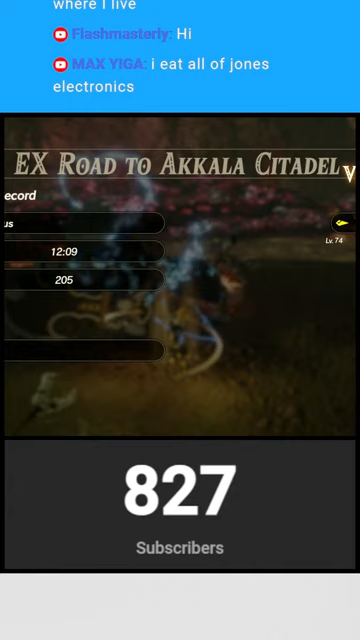 where I live
Flashmasterly: Hi
MAX YIGA: i eat all of jones
electronics
EX ROAD TO AKKALA CITADEL
ecord
us
Lv. 74
12:09
205
827
Subscribers